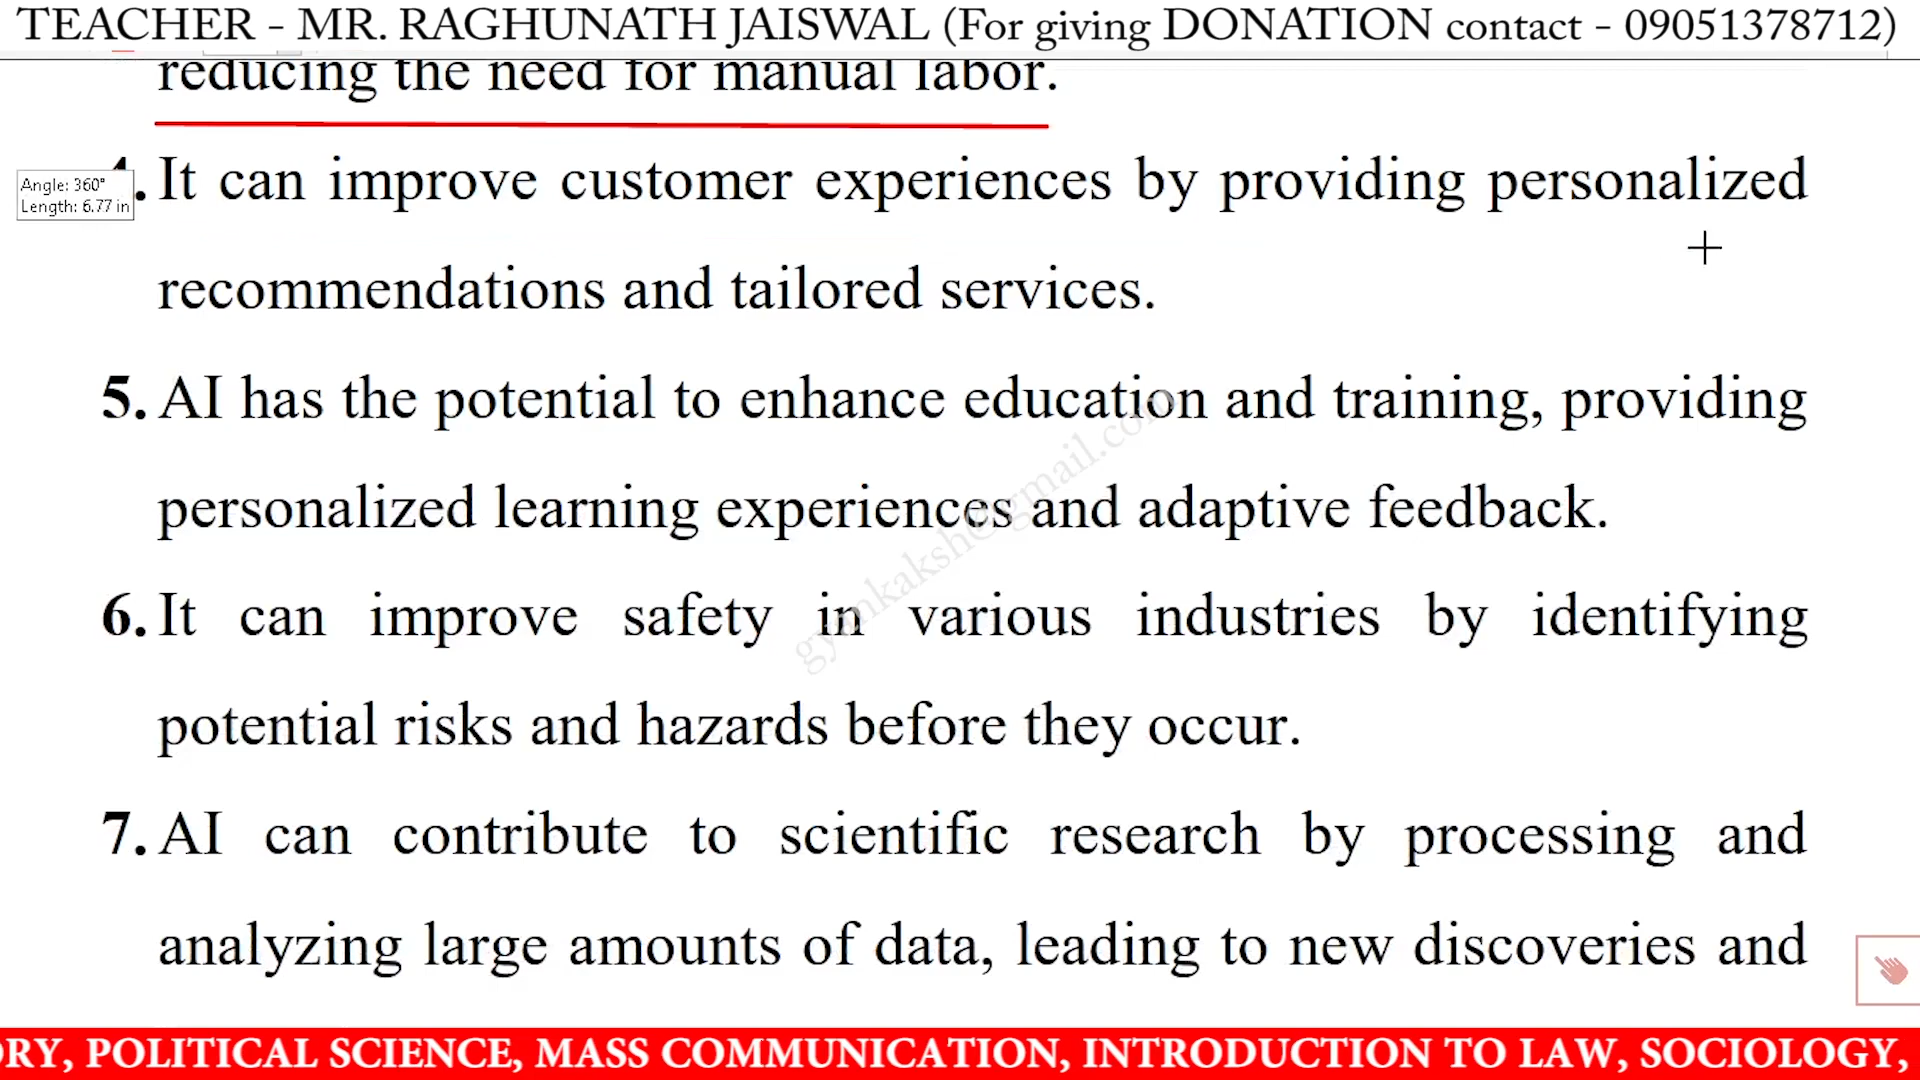 TEACHER - MR. RAGHUNATH JAISWAL (For giving DONATION contact - 09051378712)
reducing the need for manual labor.
4. It can improve customer experiences by providing personalized
Angle: 360°
Length: 6.77 in
recommendations and tailored services.
5. AI has the potential to enhance education and training, providing
personalized learning experiences and adaptive feedback.
gyankaksh@gmail.com
6. It can improve safety in various industries by identifying
potential risks and hazards before they occur.
7. AI can contribute to scientific research by processing and
analyzing large amounts of data, leading to new discoveries and
ORY, POLITICAL SCIENCE, MASS COMMUNICATION, INTRODUCTION TO LAW, SOCIOLOGY,